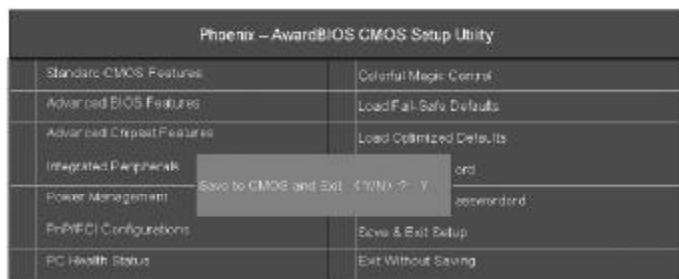 Phoenix – AwardBIOS CMOS Setup Utility
Standard CMOS Features
Advanced BIOS Features
Advanced Chipset Features
Integrated Peripherals
Power Management
PnP/PCI Configurations
PC Health Status
Colorful Magic Control
Load Fail-Safe Defaults
Load Optimized Defaults
ord
asswordord
Save & Exit Setup
Exit Without Saving
Save to CMOS and Exit (Y/N) ? Y